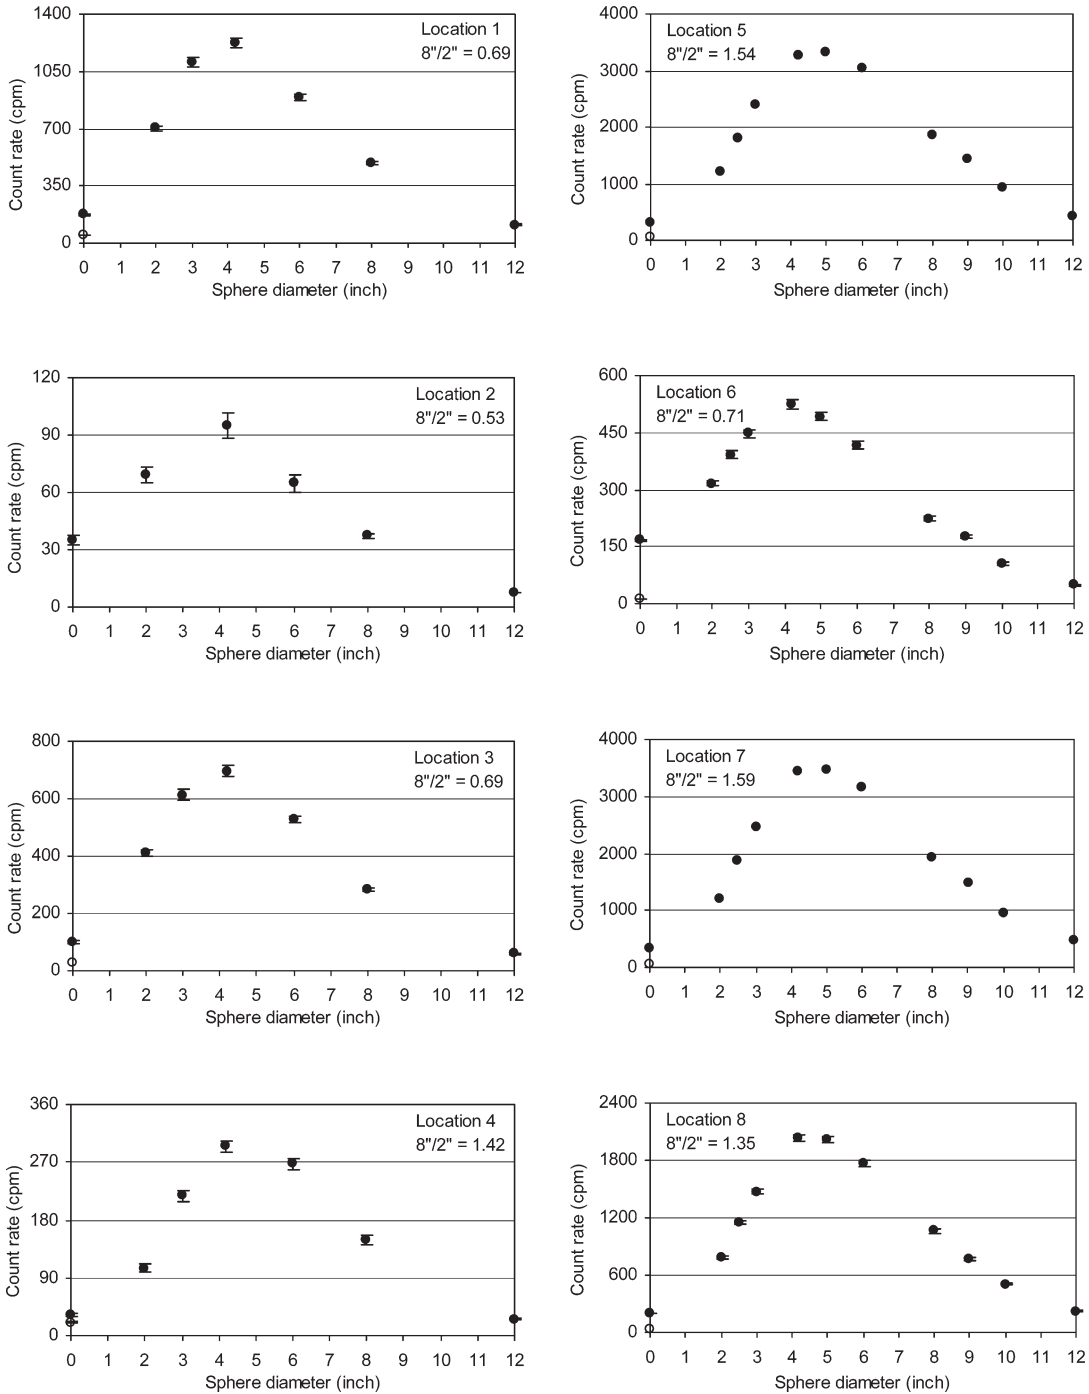 1400
1050
700
350
0
Count rate (cpm)
Location 1
8"/2" = 0.69
0 1 2 3 4 5 6 7 8 9 10 11 12
Sphere diameter (inch)
4000
3000
2000
1000
0
Count rate (cpm)
Location 5
8"/2" = 1.54
0 1 2 3 4 5 6 7 8 9 10 11 12
Sphere diameter (inch)
120
90
60
30
0
Count rate (cpm)
Location 2
8"/2" = 0.53
0 1 2 3 4 5 6 7 8 9 10 11 12
Sphere diameter (inch)
600
450
300
150
0
Count rate (cpm)
Location 6
8"/2" = 0.71
0 1 2 3 4 5 6 7 8 9 10 11 12
Sphere diameter (inch)
800
600
400
200
0
Count rate (cpm)
Location 3
8"/2" = 0.69
0 1 2 3 4 5 6 7 8 9 10 11 12
Sphere diameter (inch)
4000
3000
2000
1000
0
Count rate (cpm)
Location 7
8"/2" = 1.59
0 1 2 3 4 5 6 7 8 9 10 11 12
Sphere diameter (inch)
360
270
180
90
0
Count rate (cpm)
Location 4
8"/2" = 1.42
0 1 2 3 4 5 6 7 8 9 10 11 12
Sphere diameter (inch)
2400
1800
1200
600
0
Count rate (cpm)
Location 8
8"/2" = 1.35
0 1 2 3 4 5 6 7 8 9 10 11 12
Sphere diameter (inch)